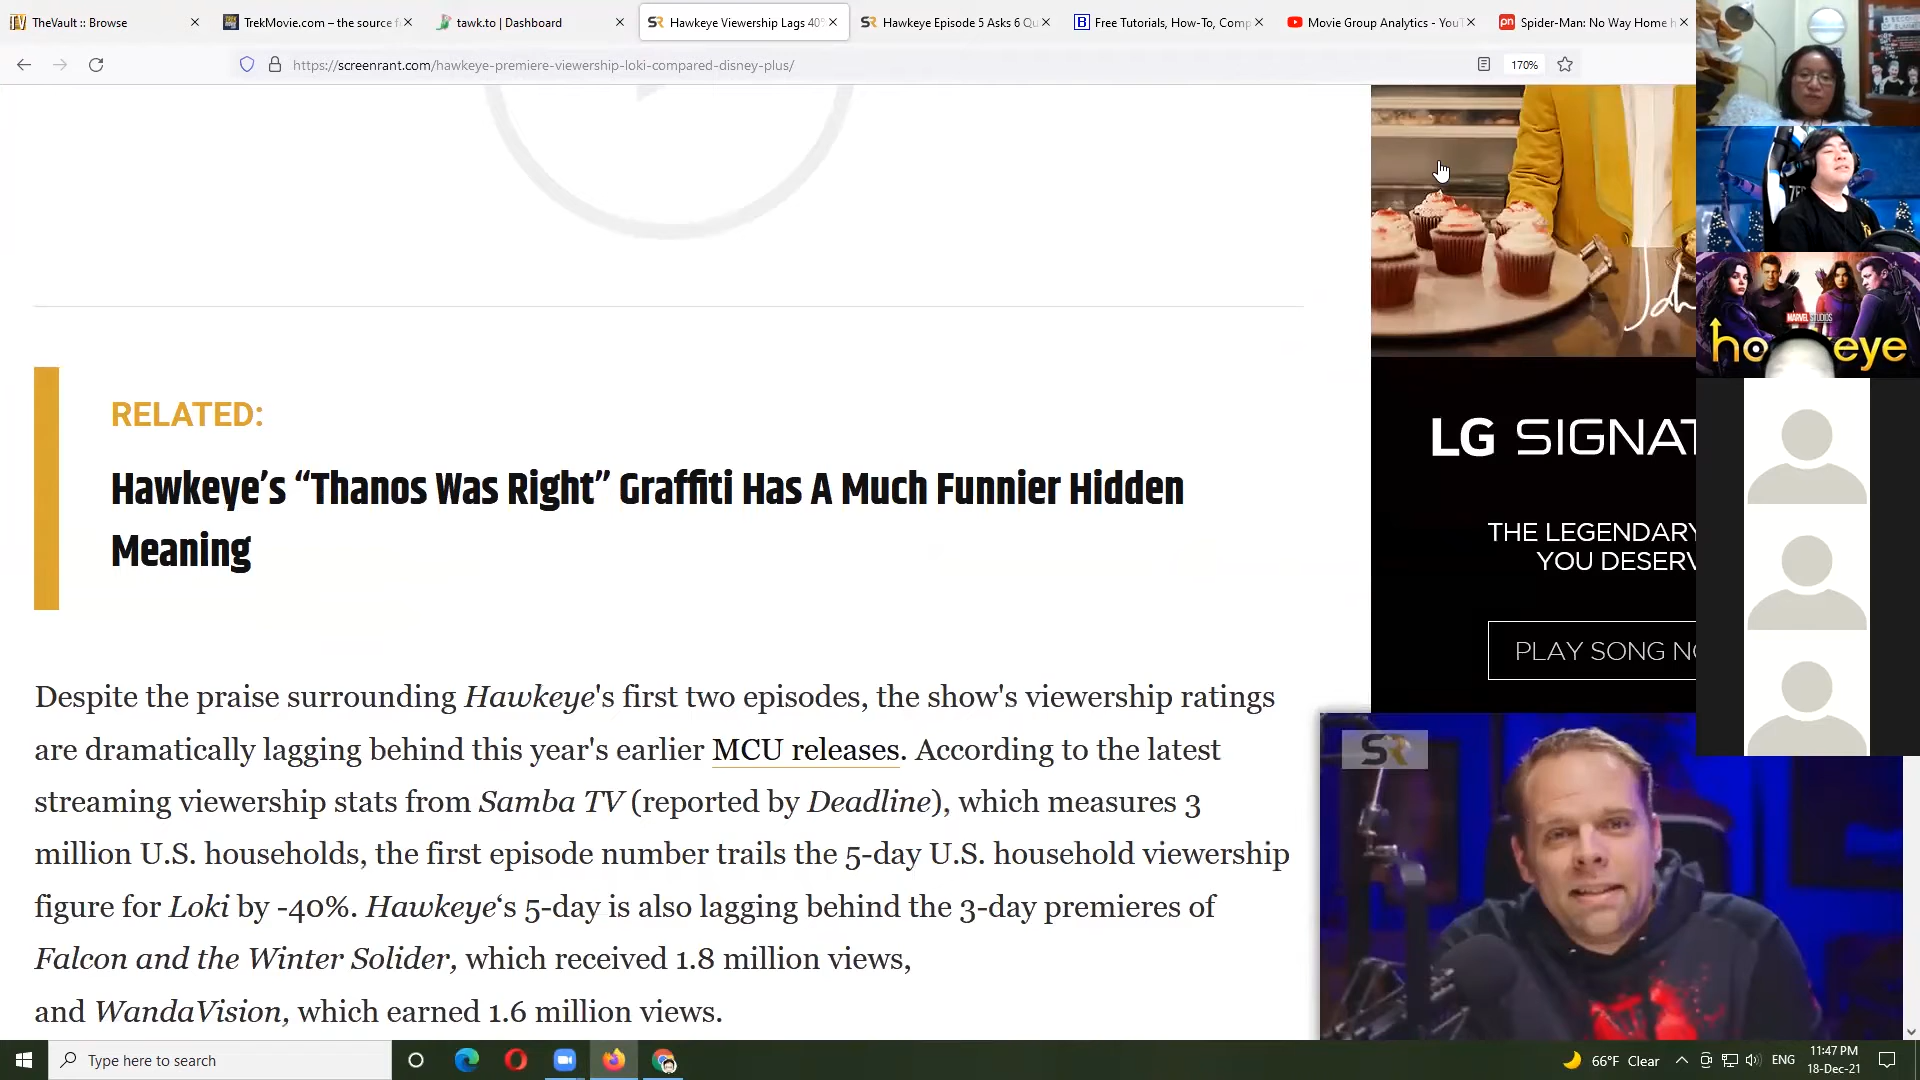 TheVault :: Browse
TrekMovie.com – the source f
tawk.to | Dashboard
Hawkeye Viewership Lags 40%
Hawkeye Episode 5 Asks 6 Qu
Free Tutorials, How-To, Comp
Movie Group Analytics - YouT
Spider-Man: No Way Home h
https://screenrant.com/hawkeye-premiere-viewership-loki-compared-disney-plus/
170%
RELATED:
Hawkeye’s “Thanos Was Right” Graffiti Has A Much Funnier Hidden
Meaning
Despite the praise surrounding Hawkeye's first two episodes, the show's viewership ratings
are dramatically lagging behind this year's earlier MCU releases. According to the latest
streaming viewership stats from Samba TV (reported by Deadline), which measures 3
million U.S. households, the first episode number trails the 5-day U.S. household viewership
figure for Loki by -40%. Hawkeye‘s 5-day is also lagging behind the 3-day premieres of
Falcon and the Winter Solider, which received 1.8 million views,
and WandaVision, which earned 1.6 million views.
Joh
LG SIGNAT
THE LEGENDARY
YOU DESERV
PLAY SONG NO
SR
MARVEL STUDIOS
ho eye
Type here to search
66°F Clear
ENG
11:47 PM
18-Dec-21